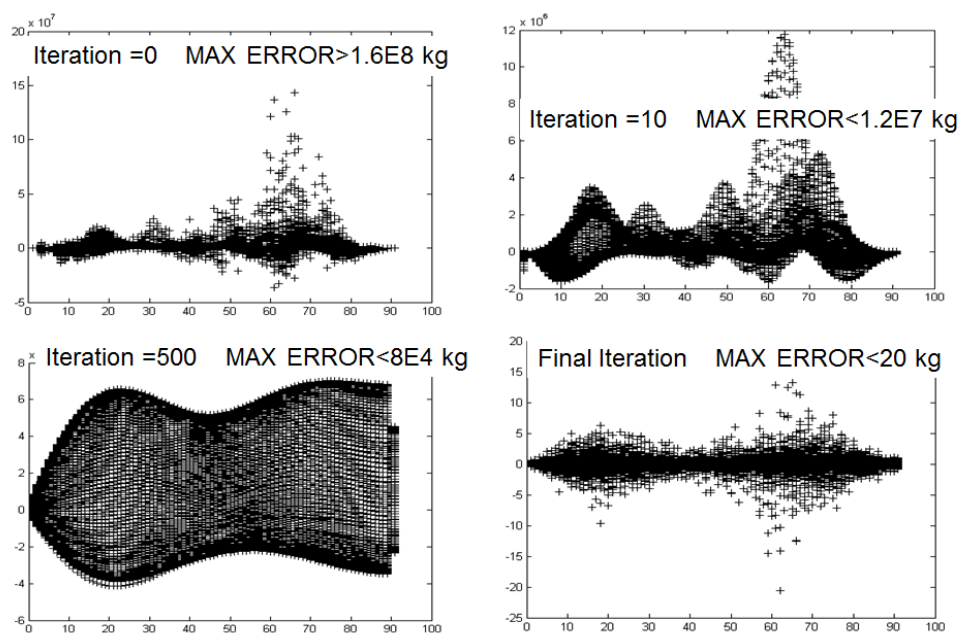 x 10^7
Iteration =0 MAX ERROR>1.6E8 kg
20
15
10
5
0
-5
0 10 20 30 40 50 60 70 80 90 100
x 10^6
12
10
8
6
4
2
0
-2
Iteration =10 MAX ERROR<1.2E7 kg
0 10 20 30 40 50 60 70 80 90 100
x
Iteration =500 MAX ERROR<8E4 kg
8
6
4
2
0
-2
-4
-6
0 10 20 30 40 50 60 70 80 90 100
Final Iteration MAX ERROR<20 kg
20
15
10
5
0
-5
-10
-15
-20
-25
0 10 20 30 40 50 60 70 80 90 100